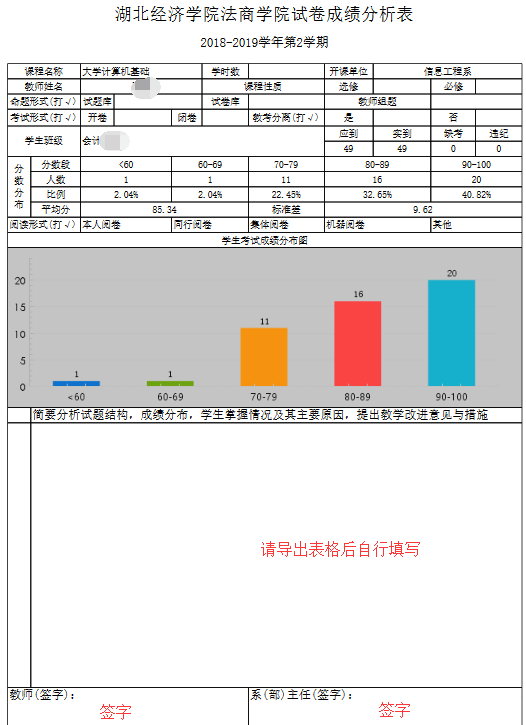 湖北经济学院法商学院试卷成绩分析表
2018-2019学年第2学期
课程名称 大学计算机基础 学时数 开课单位 信息工程系
教师姓名 课程性质 选修 必修
命题形式(打√) 试题库 试卷库 教师组题
考试形式(打√) 开卷 闭卷 教考分离(打√) 是 否
学生班级 会计 应到 实到 缺考 违纪
49 49 0 0
分数分布 分数段 <60 60-69 70-79 80-89 90-100
人数 1 1 11 16 20
比例 2.04% 2.04% 22.45% 32.65% 40.82%
平均分 85.34 标准差 9.62
阅读形式(打√) 本人阅卷 同行阅卷 集体阅卷 机器阅卷 其他
学生考试成绩分布图
20
15
10
5
0
1 1 11 16 20
<60 60-69 70-79 80-89 90-100
简要分析试题结构，成绩分布，学生掌握情况及其主要原因，提出教学改进意见与措施
请导出表格后自行填写
教师(签字): 系(部)主任(签字):
签字 签字